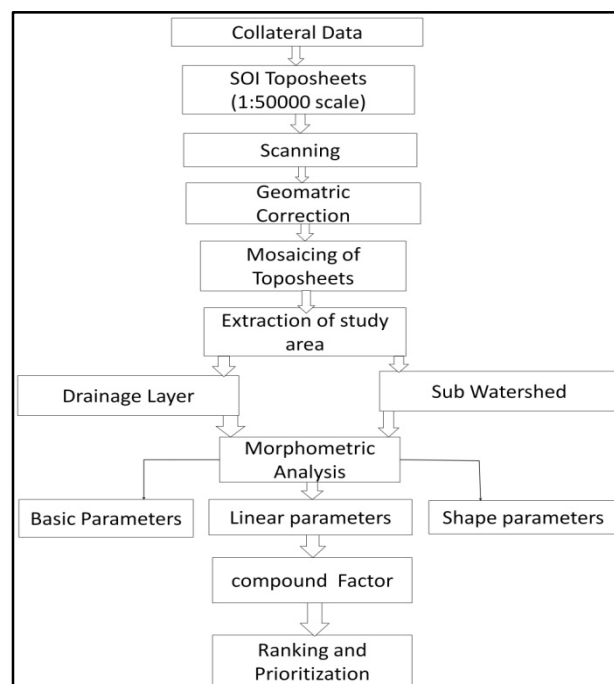 Collateral Data
SOI Toposheets
(1:50000 scale)
Scanning
Geomatric
Correction
Mosaicing of
Toposheets
Extraction of study
area
Drainage Layer
Sub Watershed
Morphometric
Analysis
Basic Parameters
Linear parameters
Shape parameters
compound Factor
Ranking and
Prioritization